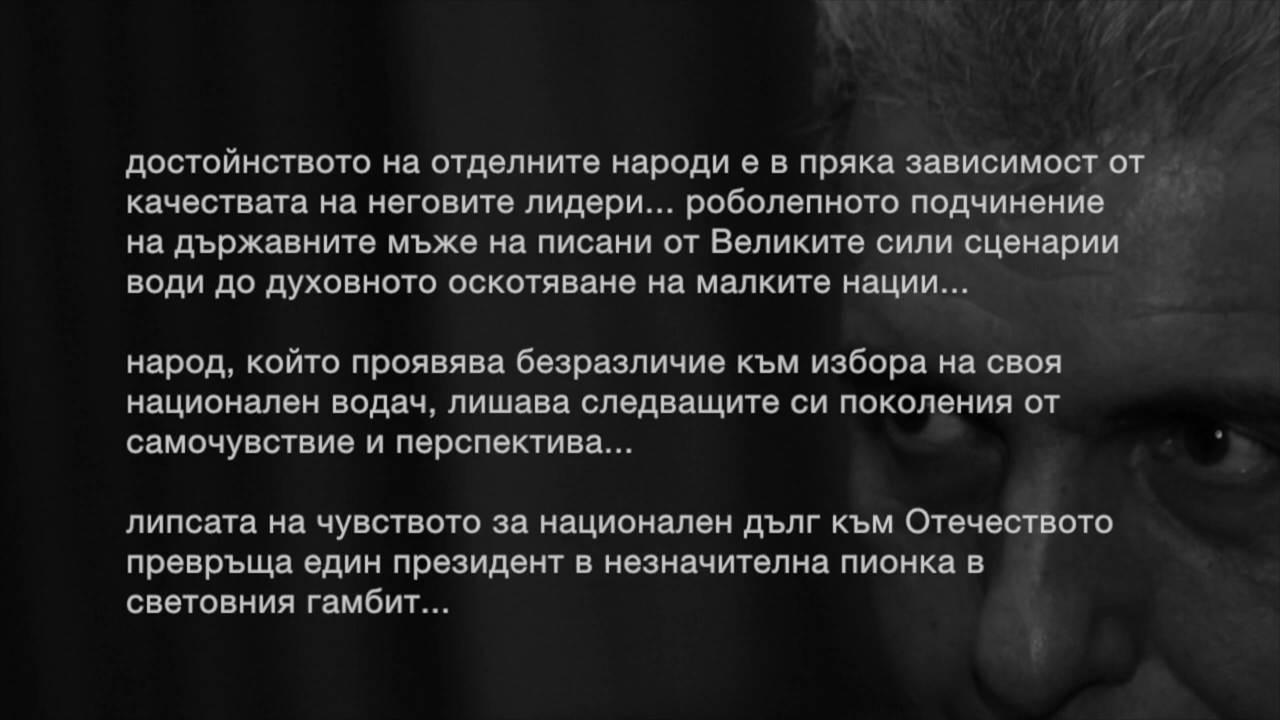 достойнството на отделните народи е в пряка зависимост от
качествата на неговите лидери... роболепното подчинение
на държавните мъже на писани от Великите сили сценарии
води до духовното оскотяване на малките нации...
народ, който проявява безразличие към избора на своя
национален водач, лишава следващите си поколения от
самочувствие и перспектива...
липсата на чувството за национален дълг към Отечеството
превръща един президент в незначителна пионка в
световния гамбит...